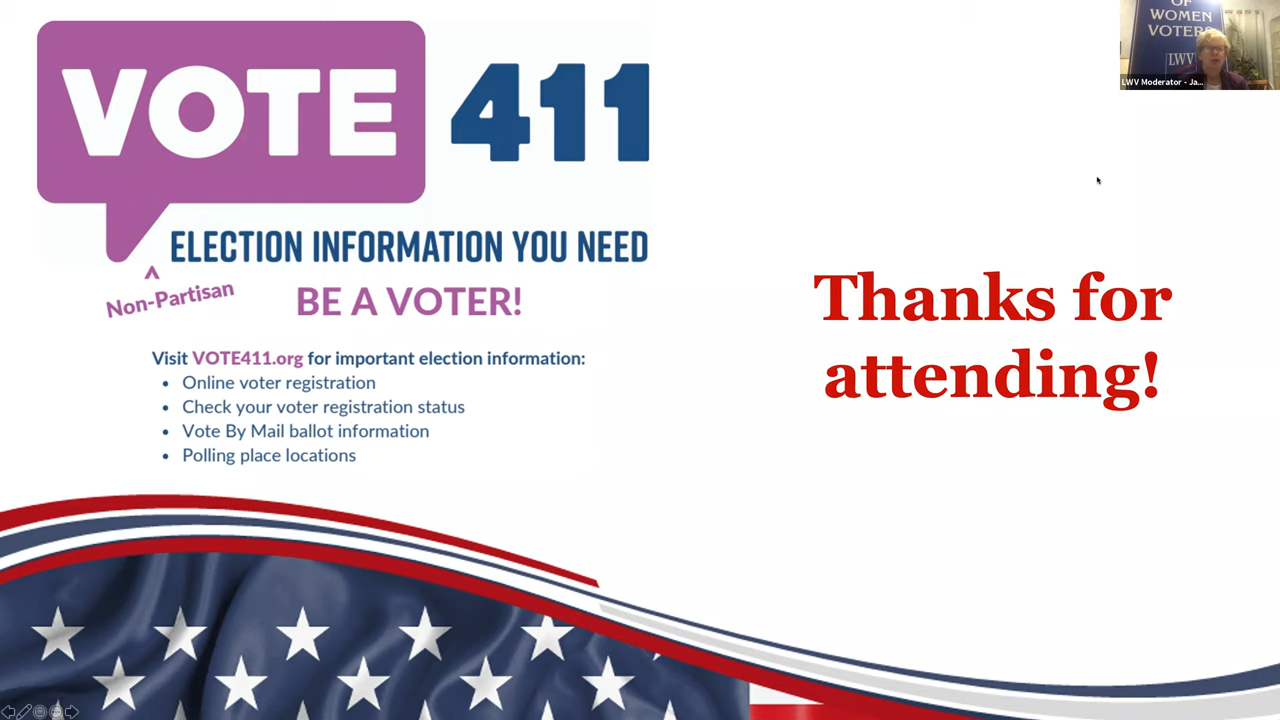 VOTE 411
ELECTION INFORMATION YOU NEED
^
Non-Partisan
BE A VOTER!
Visit VOTE411.org for important election information:
• Online voter registration
• Check your voter registration status
• Vote By Mail ballot information
• Polling place locations
Thanks for
attending!
OF
WOMEN
VOTERS
LWV
LWV Moderator - Ja...